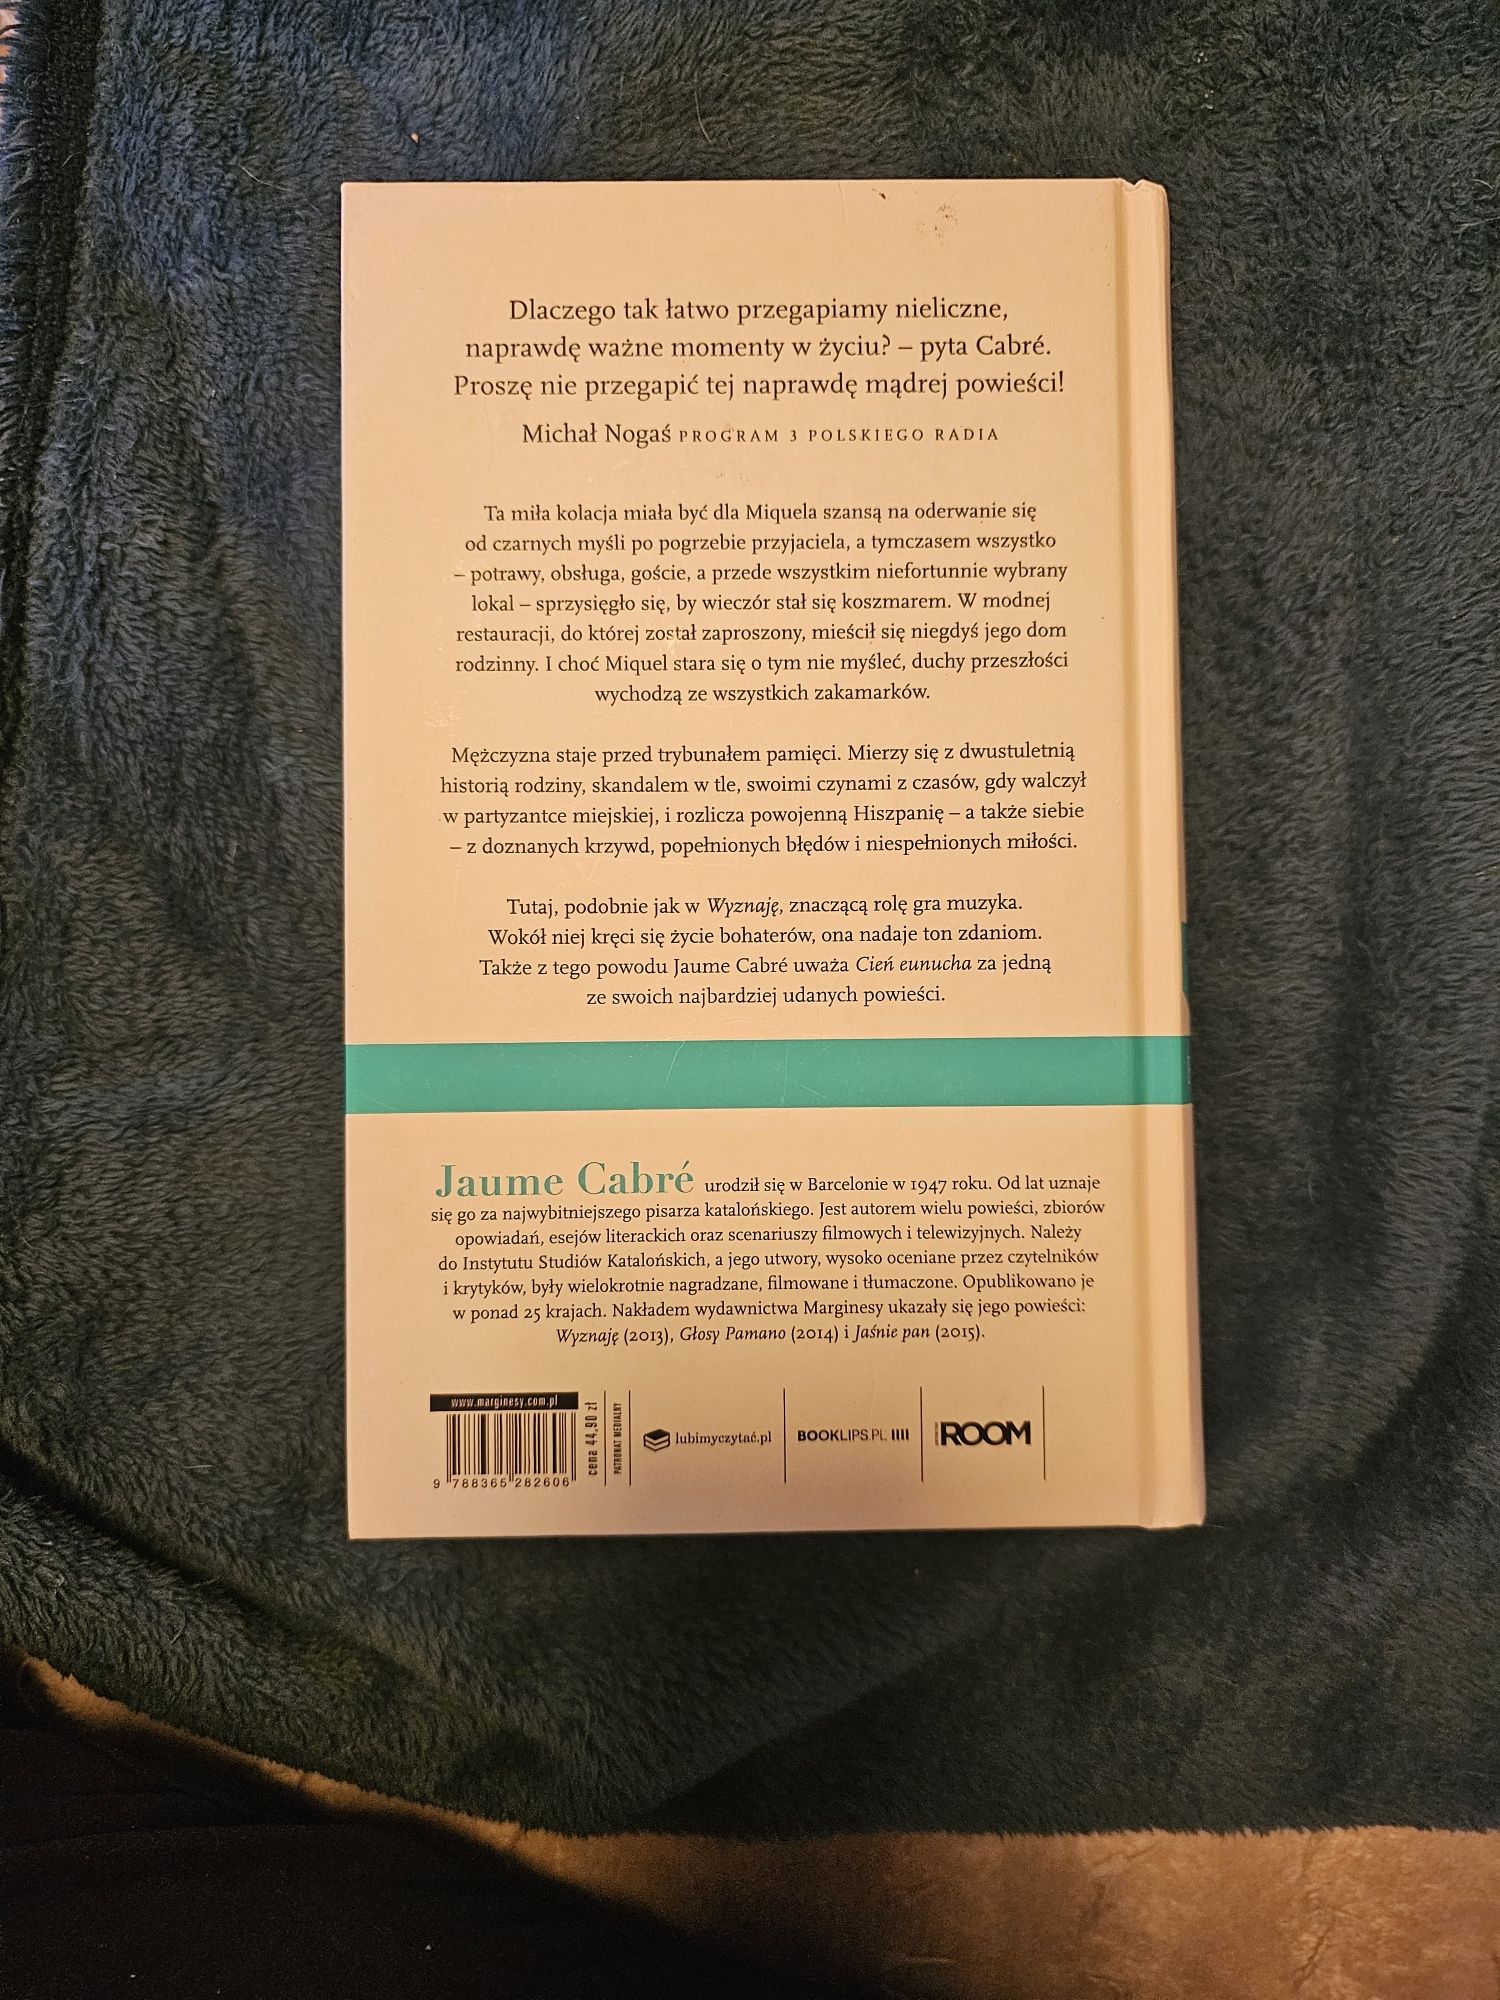 Dlaczego tak łatwo przegapiamy nieliczne,
naprawdę ważne momenty w życiu? – pyta Cabré.
Proszę nie przegapić tej naprawdę mądrej powieści!
Michał Nogaś PROGRAM 3 POLSKIEGO RADIA
Ta miła kolacja miała być dla Miquela szansą na oderwanie się
od czarnych myśli po pogrzebie przyjaciela, a tymczasem wszystko
– potrawy, obsługa, goście, a przede wszystkim niefortunnie wybrany
lokal – sprzysięgło się, by wieczór stał się koszmarem. W modnej
restauracji, do której został zaproszony, mieścił się niegdyś jego dom
rodzinny. I choć Miquel stara się o tym nie myśleć, duchy przeszłości
wychodzą ze wszystkich zakamarków.
Mężczyzna staje przed trybunałem pamięci. Mierzy się z dwustuletnią
historią rodziny, skandalem w tle, swoimi czynami z czasów, gdy walczył
w partyzantce miejskiej, i rozlicza powojenną Hiszpanię – a także siebie
– z doznanych krzywd, popełnionych błędów i niespełnionych miłości.
Tutaj, podobnie jak w Wyznaję, znaczącą rolę gra muzyka.
Wokół niej kręci się życie bohaterów, ona nadaje ton zdaniom.
Także z tego powodu Jaume Cabré uważa Cień eunucha za jedną
ze swoich najbardziej udanych powieści.
Jaume Cabré urodził się w Barcelonie w 1947 roku. Od lat uznaje
się go za najwybitniejszego pisarza katalońskiego. Jest autorem wielu powieści, zbiorów
opowiadań, esejów literackich oraz scenariuszy filmowych i telewizyjnych. Należy
do Instytutu Studiów Katalońskich, a jego utwory, wysoko oceniane przez czytelników
i krytyków, były wielokrotnie nagradzane, filmowane i tłumaczone. Opublikowano je
w ponad 25 krajach. Nakładem wydawnictwa Marginesy ukazały się jego powieści:
Wyznaję (2013), Głosy Pamano (2014) i Jaśnie pan (2015).
www.marginesy.com.pl
9 788365 282606
cena 44,90 zł
PATRONAT MEDIALNY
lubimyczytać.pl
BOOKLIPS.PL
ROOM